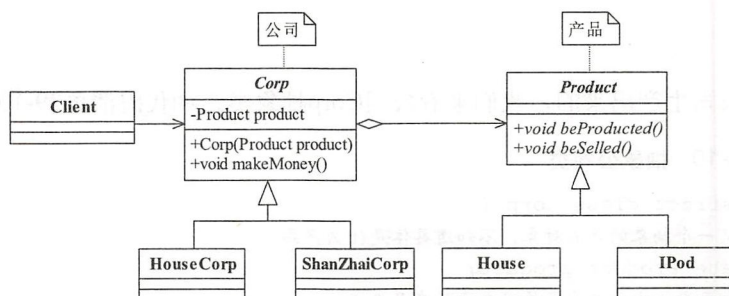 公司
产品
Client
Corp
-Product product
+Corp(Product product)
+void makeMoney()
Product
+void beProducted()
+void beSelled()
HouseCorp
ShanZhaiCorp
House
IPod